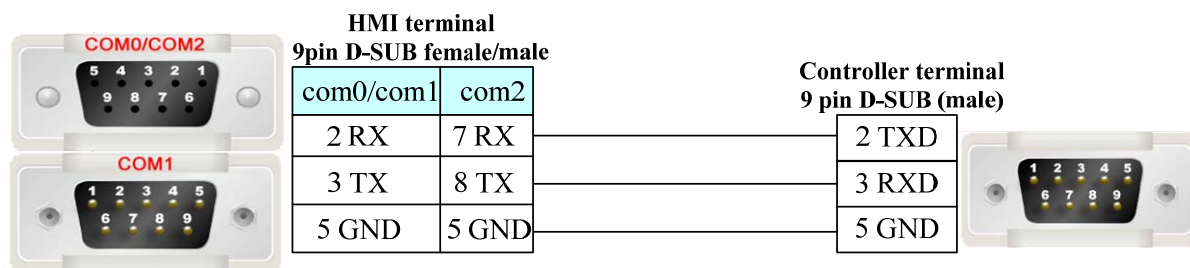 COM0/COM2
5 4 3 2 1
9 8 7 6
COM1
1 2 3 4 5
6 7 8 9
HMI terminal
9pin D-SUB female/male
com0/com1 com2
2 RX 7 RX
3 TX 8 TX
5 GND 5 GND
Controller terminal
9 pin D-SUB (male)
2 TXD
3 RXD
5 GND
1 2 3 4 5
6 7 8 9